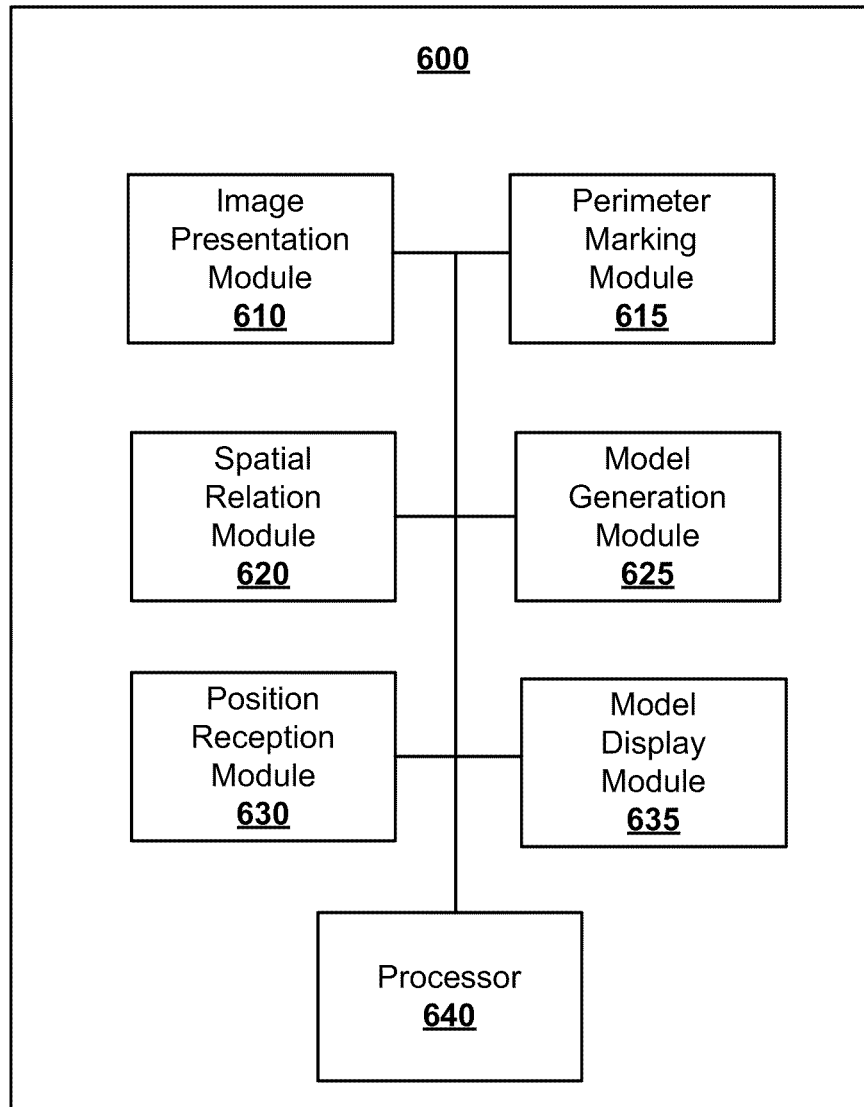 600
Image
Presentation
Module
610
Perimeter
Marking
Module
615
Spatial
Relation
Module
620
Model
Generation
Module
625
Position
Reception
Module
630
Model
Display
Module
635
Processor
640